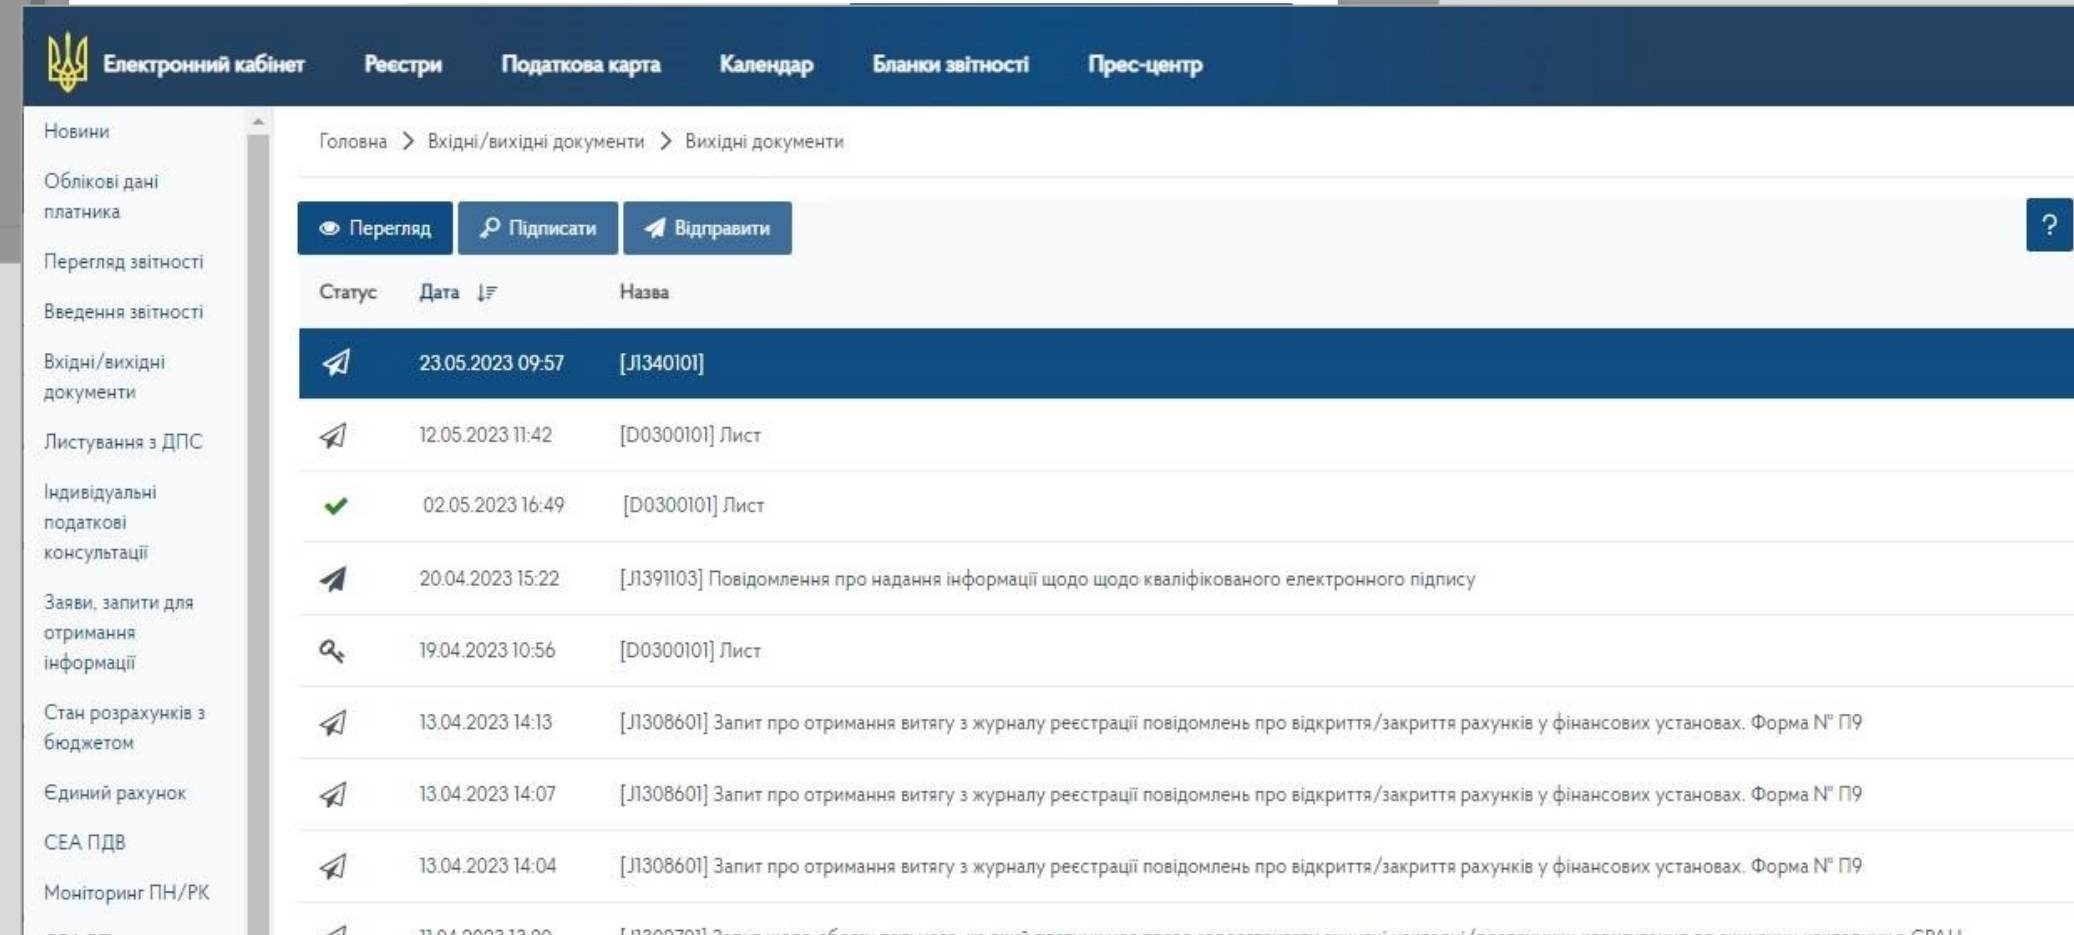 Електронний кабінет Реєстри Податкова карта Календар Бланки звітності Прес-центр
Новини
Облікові дані
платника
Перегляд звітності
Введення звітності
Вхідні/вихідні
документи
Листування з ДПС
Індивідуальні
податкові
консультації
Заяви, запити для
отримання
інформації
Стан розрахунків з
бюджетом
Єдиний рахунок
СЕА ПДВ
Моніторинг ПН/РК
Головна > Вхідні/вихідні документи > Вихідні документи
Перегляд Підписати Відправити ?
Статус Дата Назва
23.05.2023 09:57 [J1340101]
12.05.2023 11:42 [D0300101] Лист
02.05.2023 16:49 [D0300101] Лист
20.04.2023 15:22 [J1391103] Повідомлення про надання інформації щодо щодо кваліфікованого електронного підпису
19.04.2023 10:56 [D0300101] Лист
13.04.2023 14:13 [J1308601] Запит про отримання витягу з журналу реєстрації повідомлень про відкриття/закриття рахунків у фінансових установах. Форма N° П9
13.04.2023 14:07 [J1308601] Запит про отримання витягу з журналу реєстрації повідомлень про відкриття/закриття рахунків у фінансових установах. Форма N° П9
13.04.2023 14:04 [J1308601] Запит про отримання витягу з журналу реєстрації повідомлень про відкриття/закриття рахунків у фінансових установах. Форма N° П9